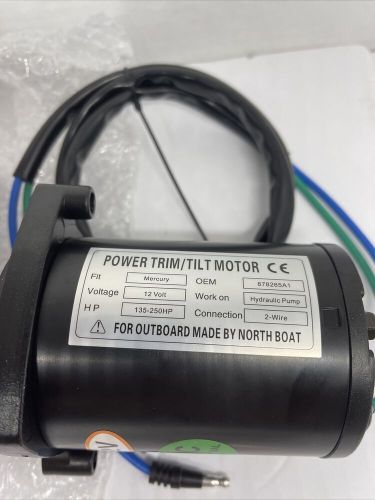 POWER TRIM/TILT MOTOR CE
Fit Mercury OEM 878265A1
Voltage 12 Volt Work on Hydraulic Pump
HP 135-250HP Connection 2-Wire
FOR OUTBOARD MADE BY NORTH BOAT